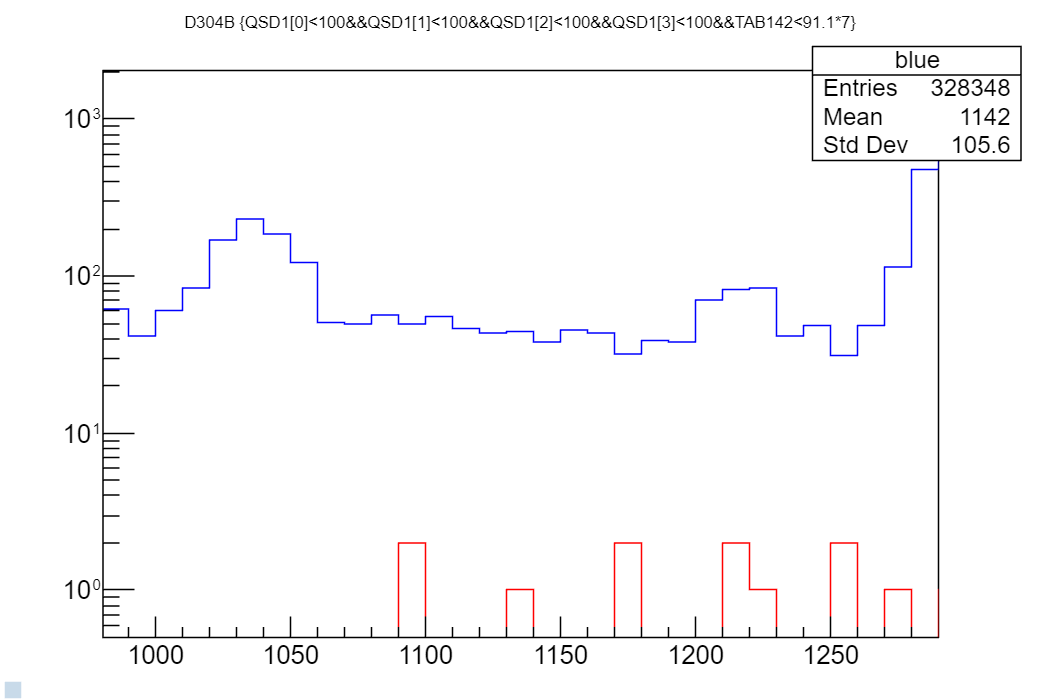 D304B {QSD1[0]<100&&QSD1[1]<100&&QSD1[2]<100&&QSD1[3]<100&&TAB142<91.1*7}
blue
Entries 328348
Mean 1142
Std Dev 105.6
10³
10²
10¹
10⁰
1000 1050 1100 1150 1200 1250